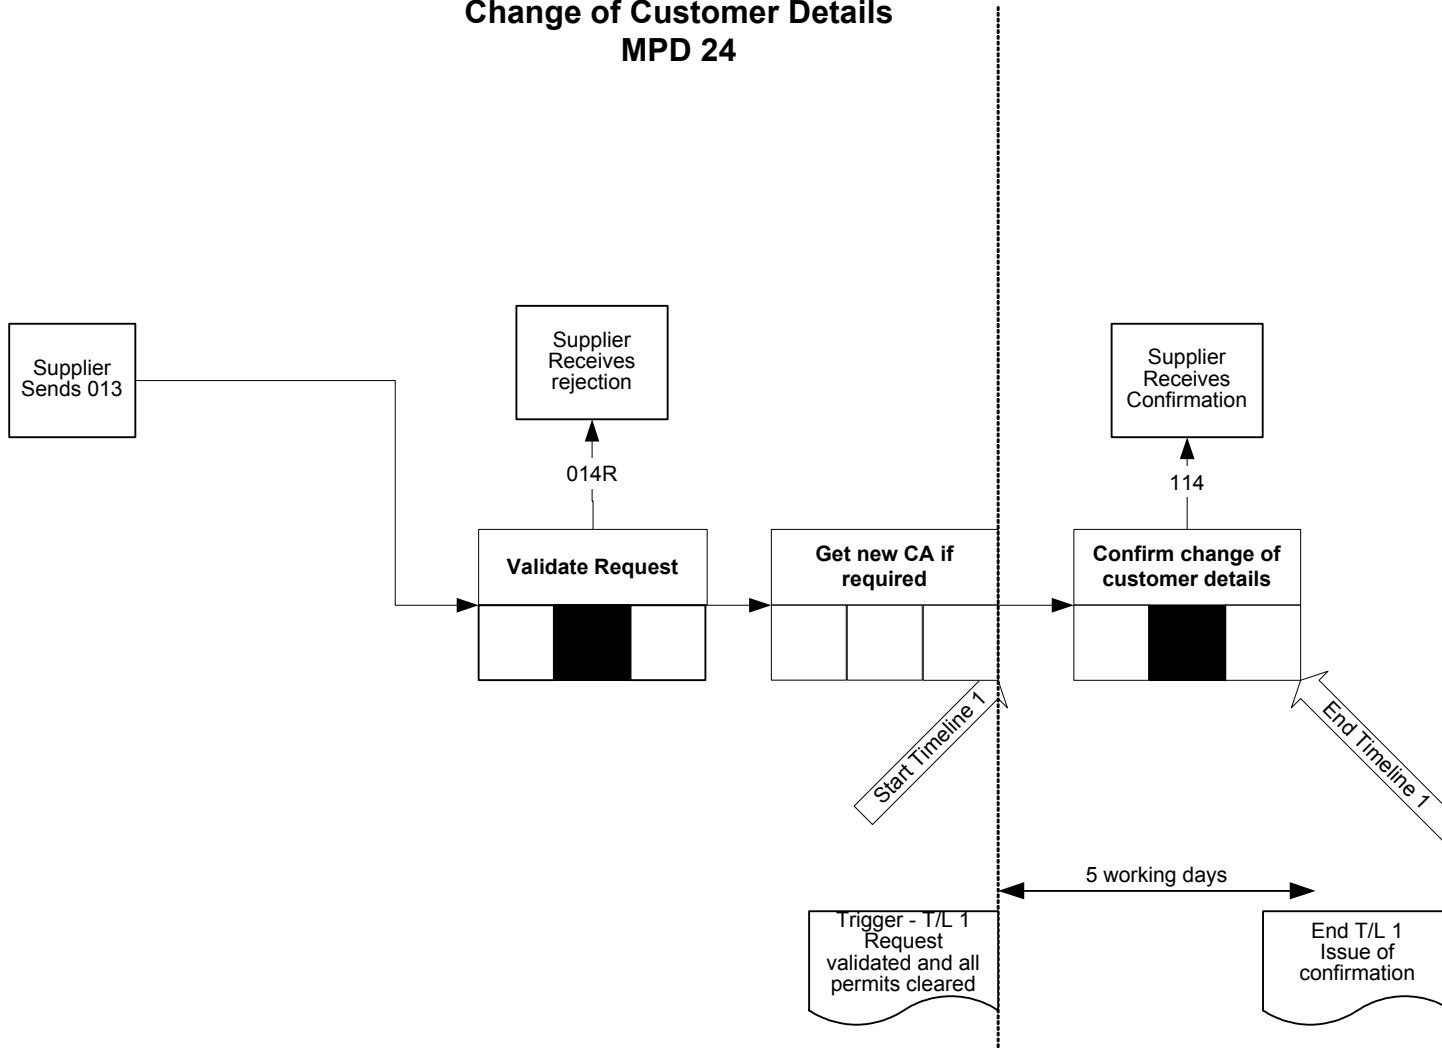 Change of Customer Details
MPD 24
Supplier
Sends 013
Supplier
Receives
rejection
Supplier
Receives
Confirmation
014R
114
Validate Request
Get new CA if
required
Confirm change of
customer details
Start Timeline 1
End Timeline 1
5 working days
Trigger - T/L 1
Request
validated and all
permits cleared
End T/L 1
Issue of
confirmation